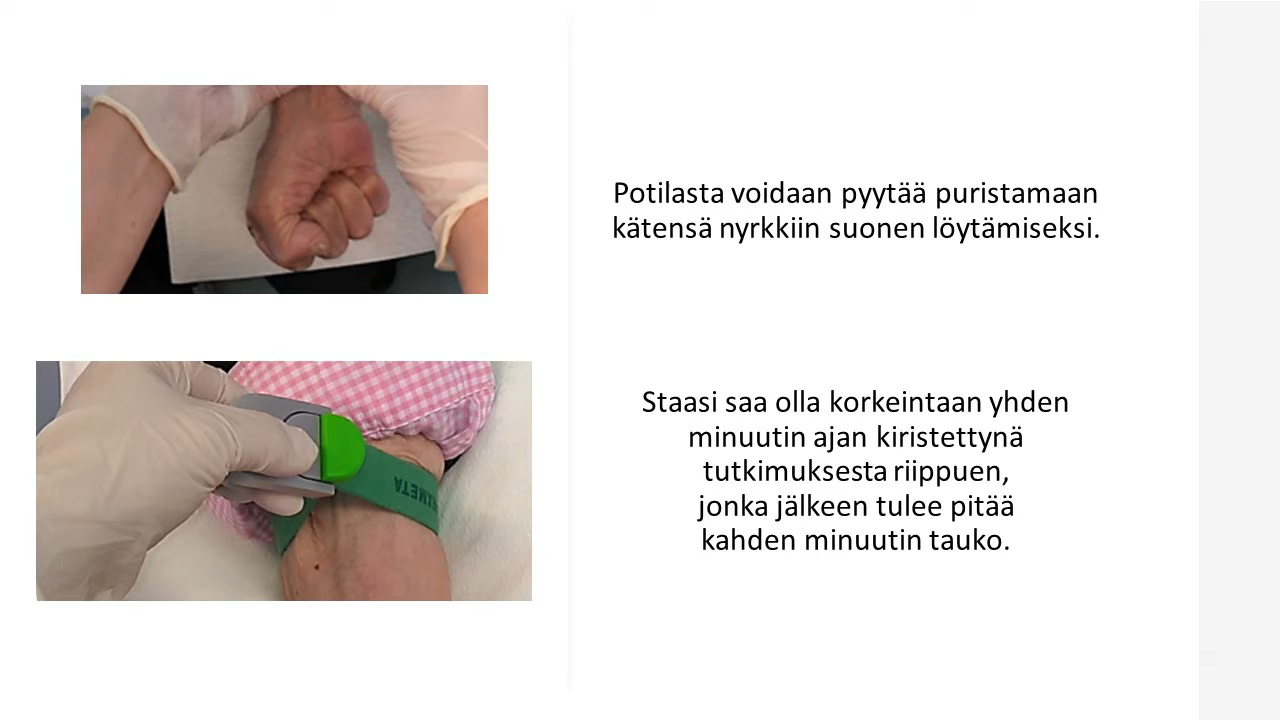 Potilasta voidaan pyytää puristamaan
kätensä nyrkkiin suonen löytämiseksi.
Staasi saa olla korkeintaan yhden
minuutin ajan kiristettynä
tutkimuksesta riippuen,
jonka jälkeen tulee pitää
kahden minuutin tauko.